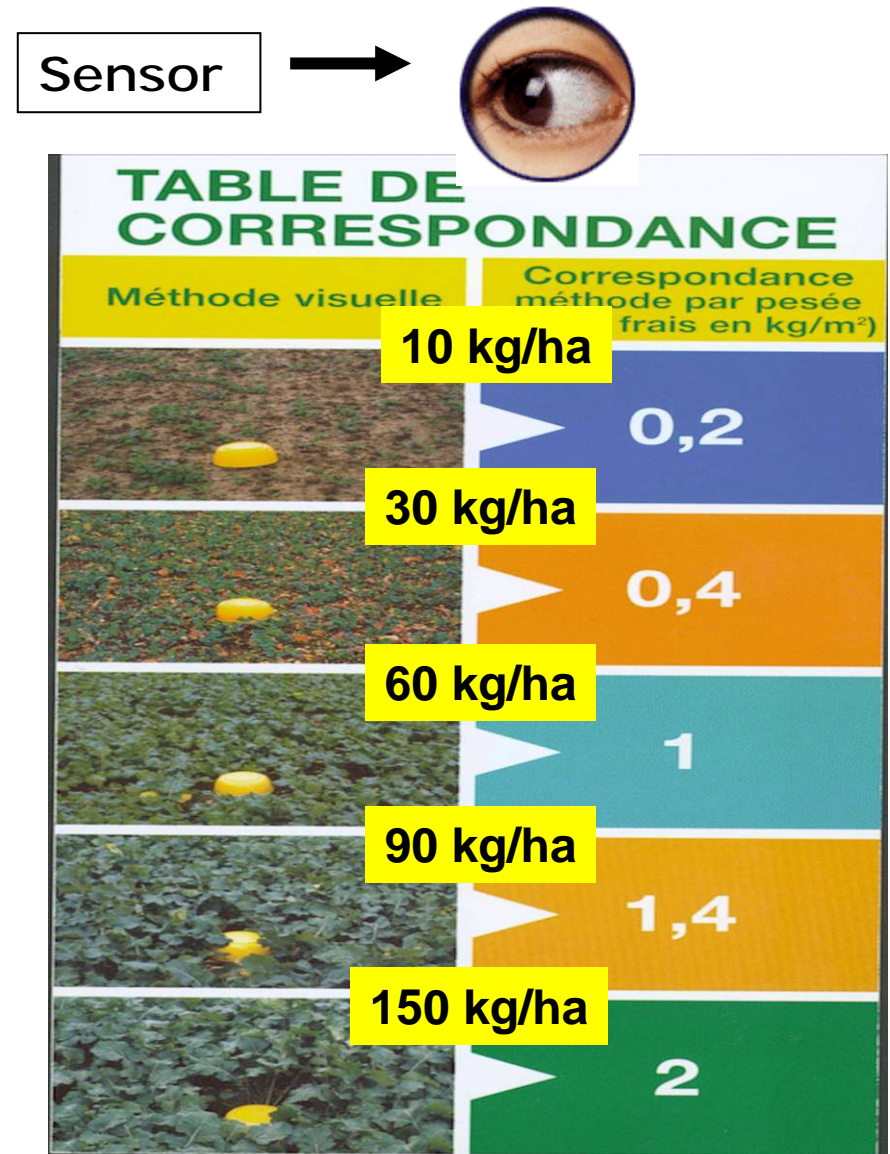 Sensor
TABLE DE
CORRESPONDANCE
Méthode visuelle
Correspondance
méthode par pesée
frais en kg/m²)
10 kg/ha
0,2
30 kg/ha
0,4
60 kg/ha
1
90 kg/ha
1,4
150 kg/ha
2